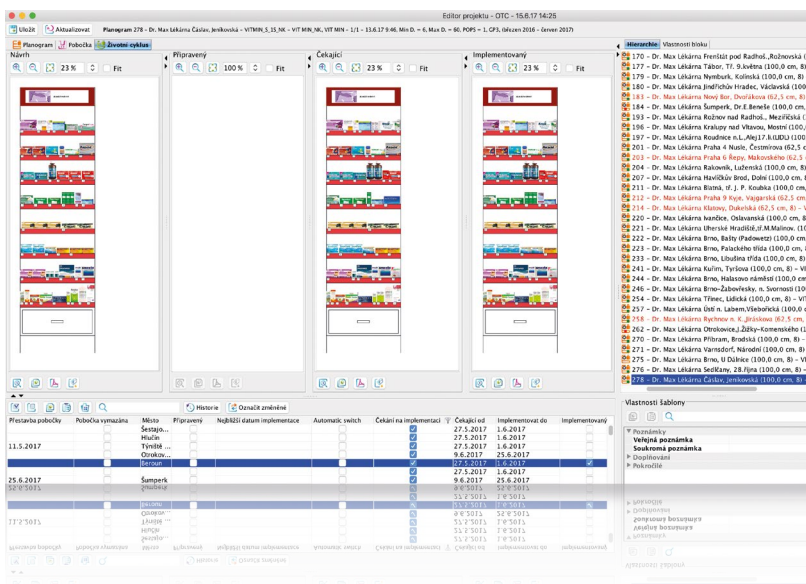 Editor projektu - OTC - 15.6.17 14:25
Uložit Aktualizovat Planogram 278 - Dr. Max Lékárna Čáslav, Jeníkovská - VITMIN_S_15_NK - VIT MIN_NK, VIT MIN - 1/1 - 15.6.17 9:46, Min D. = 6, Max D. = 60, POPS = 1, GP3, (březen 2016 - červen 2017)
Planogram Pobočka Životní cyklus
Návrh Připravený Čekající Implementovaný
23 % Fit 100 % Fit 23 % Fit 23 % Fit
Hierarchie Vlastnosti bloku
170 - Dr. Max Lékárna Frenštát pod Radhoš.,Rožnovská (
177 - Dr. Max Lékárna Tábor, Tř. 9.května (100,0 cm, 8)
179 - Dr. Max Lékárna Nymburk, Kolínská (100,0 cm, 8)
180 - Dr. Max Lékárna Jindřichův Hradec, Václavská (100
183 - Dr. Max Lékárna Nový Bor, Dvořákova (62,5 cm, 8)
184 - Dr. Max Lékárna Šumperk, Dr.E.Beneše (100,0 cm,
193 - Dr. Max Lékárna Rožnov nad Radhoš., Meziříčská (
196 - Dr. Max Lékárna Kralupy nad Vltavou, Mostní (100,
197 - Dr. Max Lékárna Roudnice n.L.,Alej17.li.(LIDL) (100
201 - Dr. Max Lékárna Praha 4 Nusle, Čestmírova (62,5 c
203 - Dr. Max Lékárna Praha 6 Řepy, Makovského (62,5
204 - Dr. Max Lékárna Rakovník, Luženská (100,0 cm, 8)
207 - Dr. Max Lékárna Havlíčkův Brod, Dolní (100,0 cm, 8
211 - Dr. Max Lékárna Blatná, tř. J. P. Koubka (100,0 cm,
212 - Dr. Max Lékárna Praha 9 Kyje, Vajgarská (62,5 cm
214 - Dr. Max Lékárna Klatovy, Dukelská (62,5 cm, 8) - V
220 - Dr. Max Lékárna Ivančice, Oslavanská (100,0 cm, 8
221 - Dr. Max Lékárna Uherské Hradiště,tř.M.Malinov. (10
222 - Dr. Max Lékárna Brno, Bašty (Padowetz) (100,0 cm
223 - Dr. Max Lékárna Brno, Palackého třída (100,0 cm,
233 - Dr. Max Lékárna Brno, Libušina třída (100,0 cm, 8)
241 - Dr. Max Lékárna Kuřim, Tyršova (100,0 cm, 8) - VI
244 - Dr. Max Lékárna Brno, Halasovo náměstí (100,0 cm
246 - Dr. Max Lékárna Brno-Žabovřesky, n. Svornosti (10
254 - Dr. Max Lékárna Třinec, Lidická (100,0 cm, 8) - VIT
257 - Dr. Max Lékárna Ústí n. Labem,Všebořická (100,0 c
258 - Dr. Max Lékárna Rychnov n. K.,Jiráskova (62,5 cm,
262 - Dr. Max Lékárna Otrokovice,J.Žižky-Komenského (1
270 - Dr. Max Lékárna Příbram, Brodská (100,0 cm, 8) -
271 - Dr. Max Lékárna Varnsdorf, Národní (100,0 cm, 8)
275 - Dr. Max Lékárna Brno, U Dálnice (100,0 cm, 8) - VI
276 - Dr. Max Lékárna Sedlčany, 28.října (100,0 cm, 8) -
278 - Dr. Max Lékárna Čáslav, Jeníkovská (100,0 cm, 8) -
Historie Označit změněné
Přestavba pobočky Pobočka vymazána Město Připravený Nejbližší datum implementace Automatic switch Čekání na implementaci Čekající od Implementovat do Implementovaný
Šestajo... 27.5.2017 1.6.2017
Hlučín 27.5.2017 1.6.2017
11.5.2017 Týniště ... 27.5.2017 1.6.2017
Otrokov... 9.6.2017 25.6.2017
Beroun 27.5.2017 1.6.2017
27.5.2017 1.6.2017
25.6.2017 Šumperk 9.6.2017 25.6.2017
Vlastnosti šablony
Poznámky
Veřejná poznámka
Soukromá poznámka
Doplňování
Pokročilé